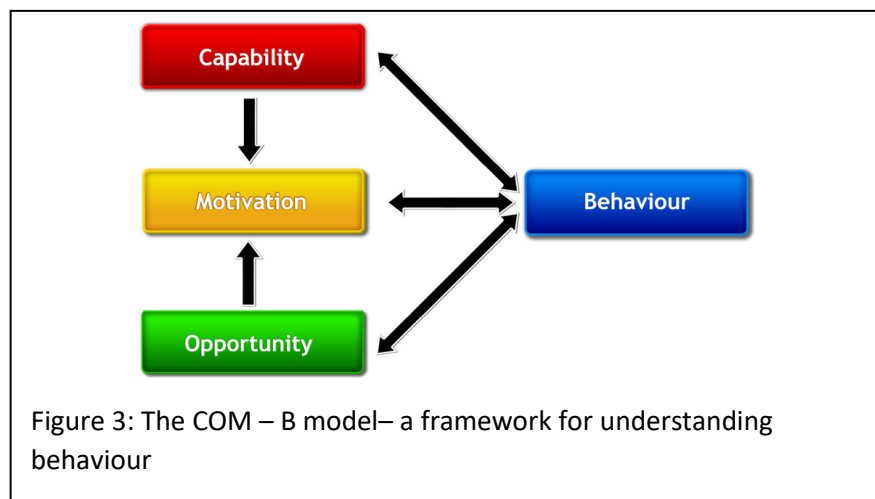 Capability
Motivation
Behaviour
Opportunity
Figure 3: The COM – B model– a framework for understanding
behaviour